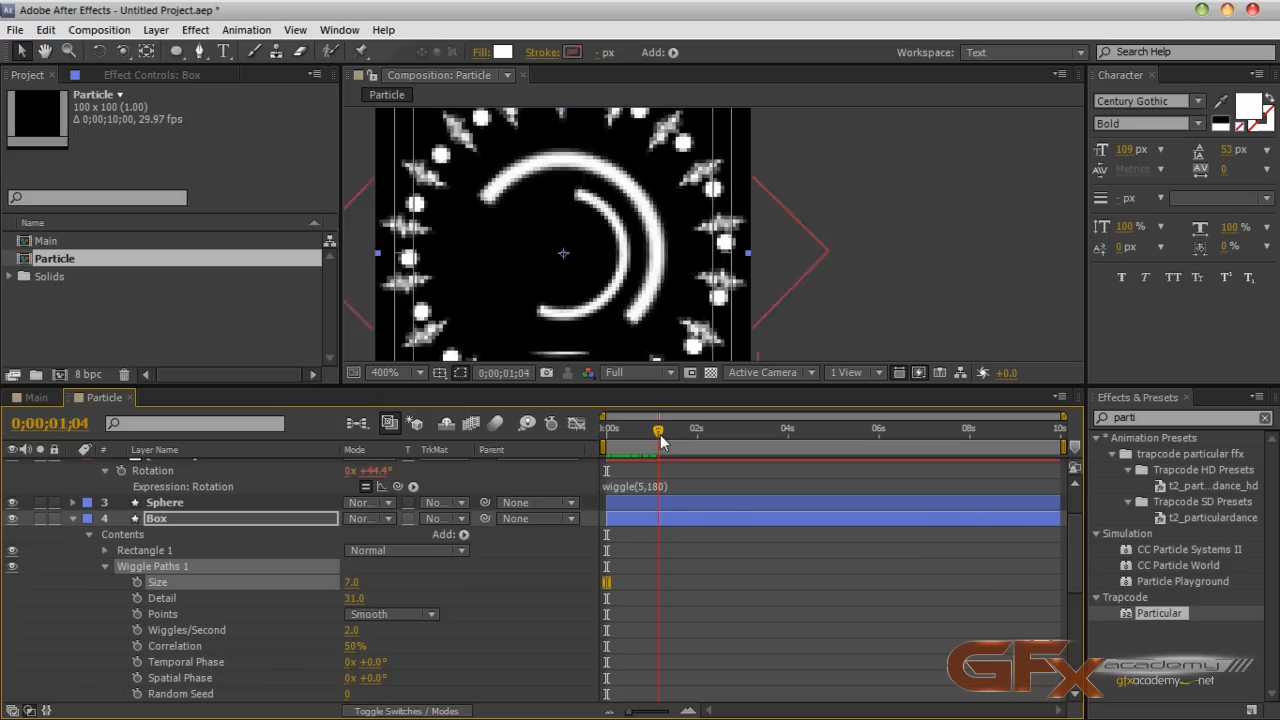 Adobe After Effects - Untitled Project.aep *
File Edit Composition Layer Effect Animation View Window Help
Fill: Stroke: - px Add: Workspace: Text Search Help
Project Effect Controls: Box Composition: Particle Character
Particle
100 x 100 (1.00)
Δ 0;00;10;00, 29.97 fps
Particle
Century Gothic
Bold
109 px 53 px
Metrics 0
- px
100 % 100 %
0 px 0 %
T T TT Tт T¹ T₁
Name
Main
Particle
Solids
8 bpc
400% 0;00;01;04 Full Active Camera 1 View +0.0
Main Particle
0;00;01;04
0:00s 02s 04s 06s 08s 10s
# Layer Name Mode T TrkMat Parent
Rotation 0x +44.4°
Expression: Rotation wiggle(5,180)
3 Sphere Nor... No... None
4 Box Nor... No... None
Contents Add:
Rectangle 1 Normal
Wiggle Paths 1
Size 7.0
Detail 31.0
Points Smooth
Wiggles/Second 2.0
Correlation 50%
Temporal Phase 0x +0.0°
Spatial Phase 0x +0.0°
Random Seed 0
Toggle Switches / Modes
Effects & Presets
parti
* Animation Presets
trapcode particular ffx
Trapcode HD Presets
t2_part...dance_hd
Trapcode SD Presets
t2_particulardance
Simulation
CC Particle Systems II
CC Particle World
Particle Playground
Trapcode
Particular
GFx academy
gfxacademy.net